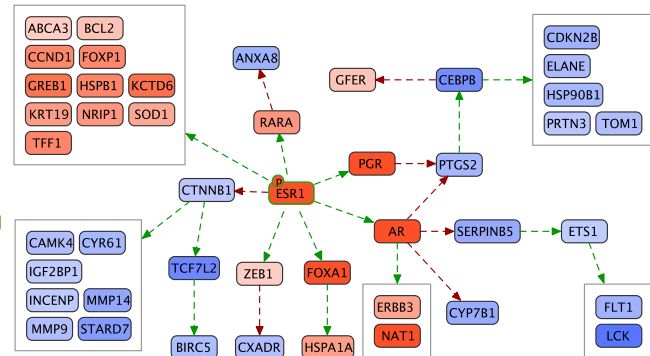 ABCA3 BCL2
CCND1 FOXP1
GREB1 HSPB1 KCTD6
KRT19 NRIP1 SOD1
TFF1
ANXA8
RARA
GFER
CEBPB
CDKN2B
ELANE
HSP90B1
PRTN3 TOM1
PGR
PTGS2
p
ESR1
CTNNB1
AR
SERPINB5
ETS1
CAMK4 CYR61
IGF2BP1
INCENP MMP14
MMP9 STARD7
TCF7L2
ZEB1
FOXA1
ERBB3
NAT1
CYP7B1
FLT1
LCK
BIRC5
CXADR
HSPA1A